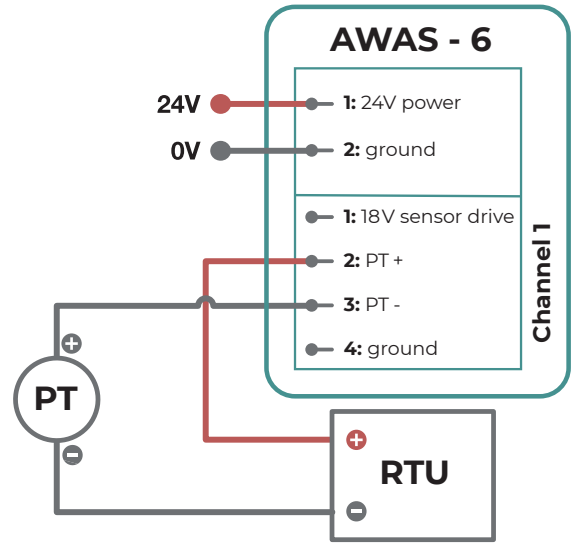 AWAS - 6
24V
1: 24V power
0V
2: ground
1: 18V sensor drive
2: PT +
3: PT -
4: ground
Channel 1
+
PT
-
+
RTU
-